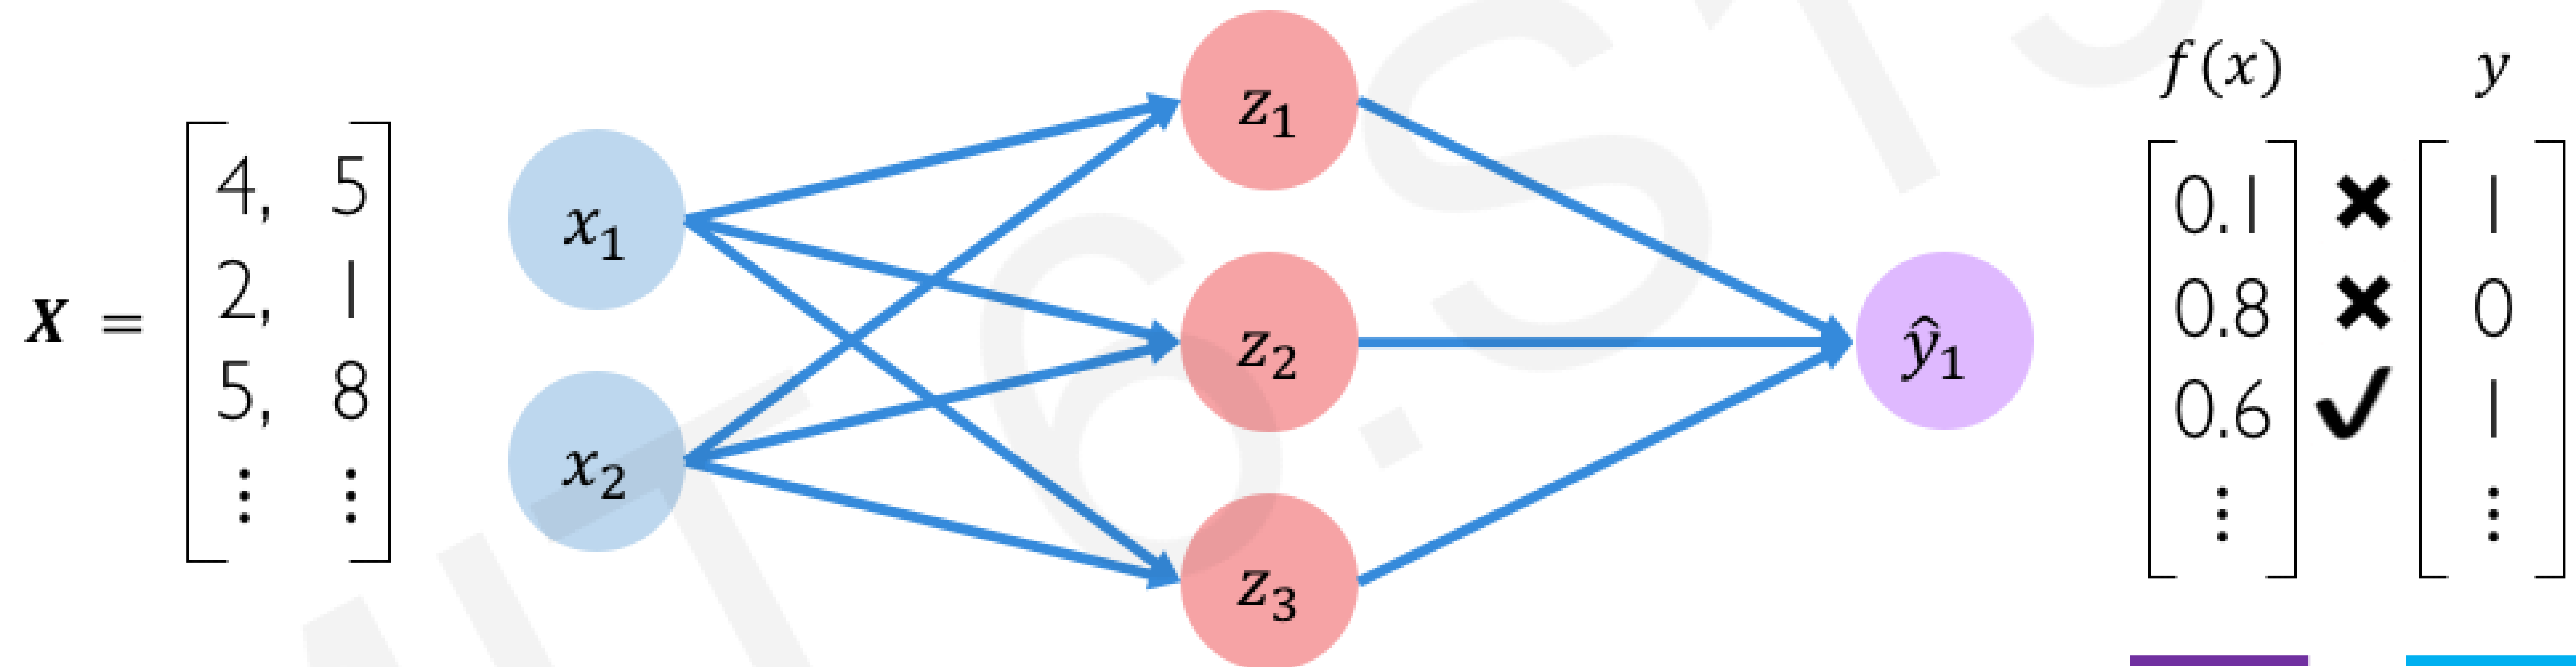 X =
4, 5
2, 1
5, 8
⋮ ⋮
x₁
x₂
z₁
z₂
z₃
ŷ₁
f(x) y
0.1 ✖ 1
0.8 ✖ 0
0.6 ✔ 1
⋮ ⋮